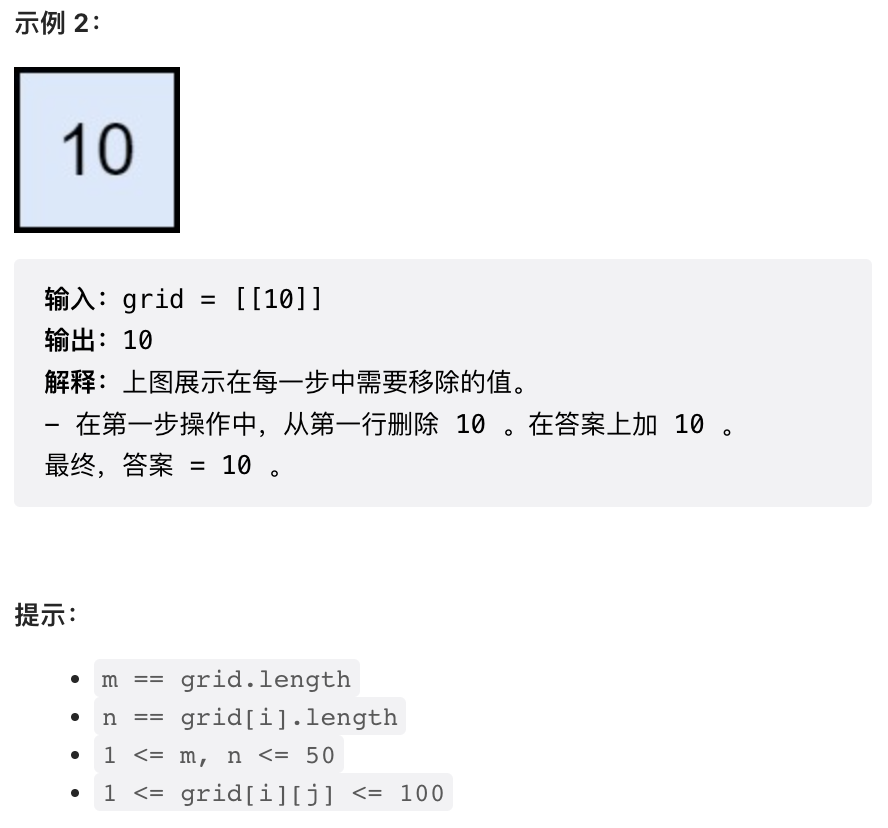 示例 2：
10
输入：grid = [[10]]
输出：10
解释：上图展示在每一步中需要移除的值。
- 在第一步操作中，从第一行删除 10 。在答案上加 10 。
最终，答案 = 10 。
提示：
• m == grid.length
• n == grid[i].length
• 1 <= m, n <= 50
• 1 <= grid[i][j] <= 100